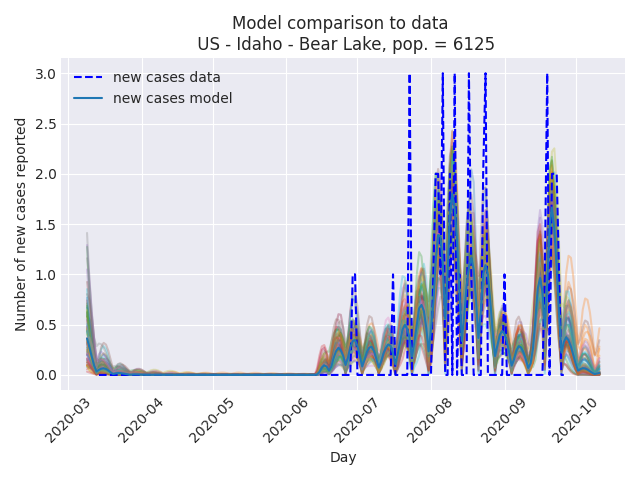 Model comparison to data
US - Idaho - Bear Lake, pop. = 6125
new cases data
new cases model
Number of new cases reported
3.0
2.5
2.0
1.5
1.0
0.5
0.0
2020-03
2020-04
2020-05
2020-06
2020-07
2020-08
2020-09
2020-10
Day